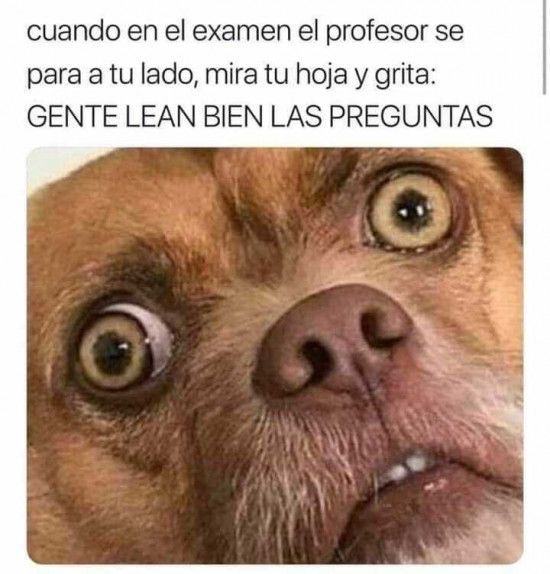 cuando en el examen el profesor se
para a tu lado, mira tu hoja y grita:
GENTE LEAN BIEN LAS PREGUNTAS